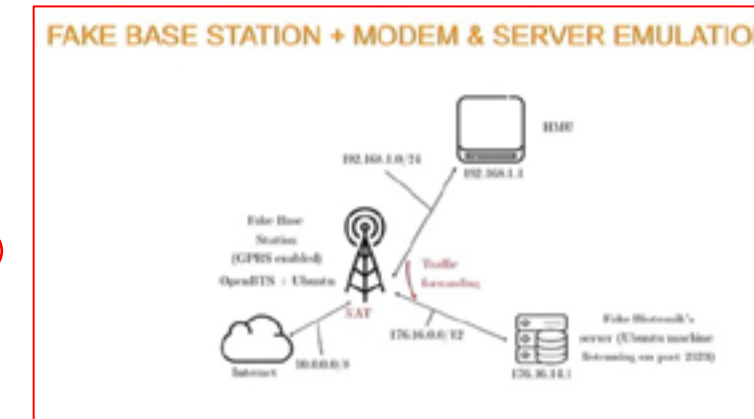 FAKE BASE STATION + MODEM & SERVER EMULATIO
HMU
192.168.1.0/24
192.168.1.1
Fake Base
Station
(GPRS enabled)
OpenBTS + Ubuntu
Traffic
forwarding
NAT
176.16.0.0/12
10.0.0.0/8
Internet
Fake Biotronik's
server (Ubuntu machine
listening on port
176.16.14.1
)